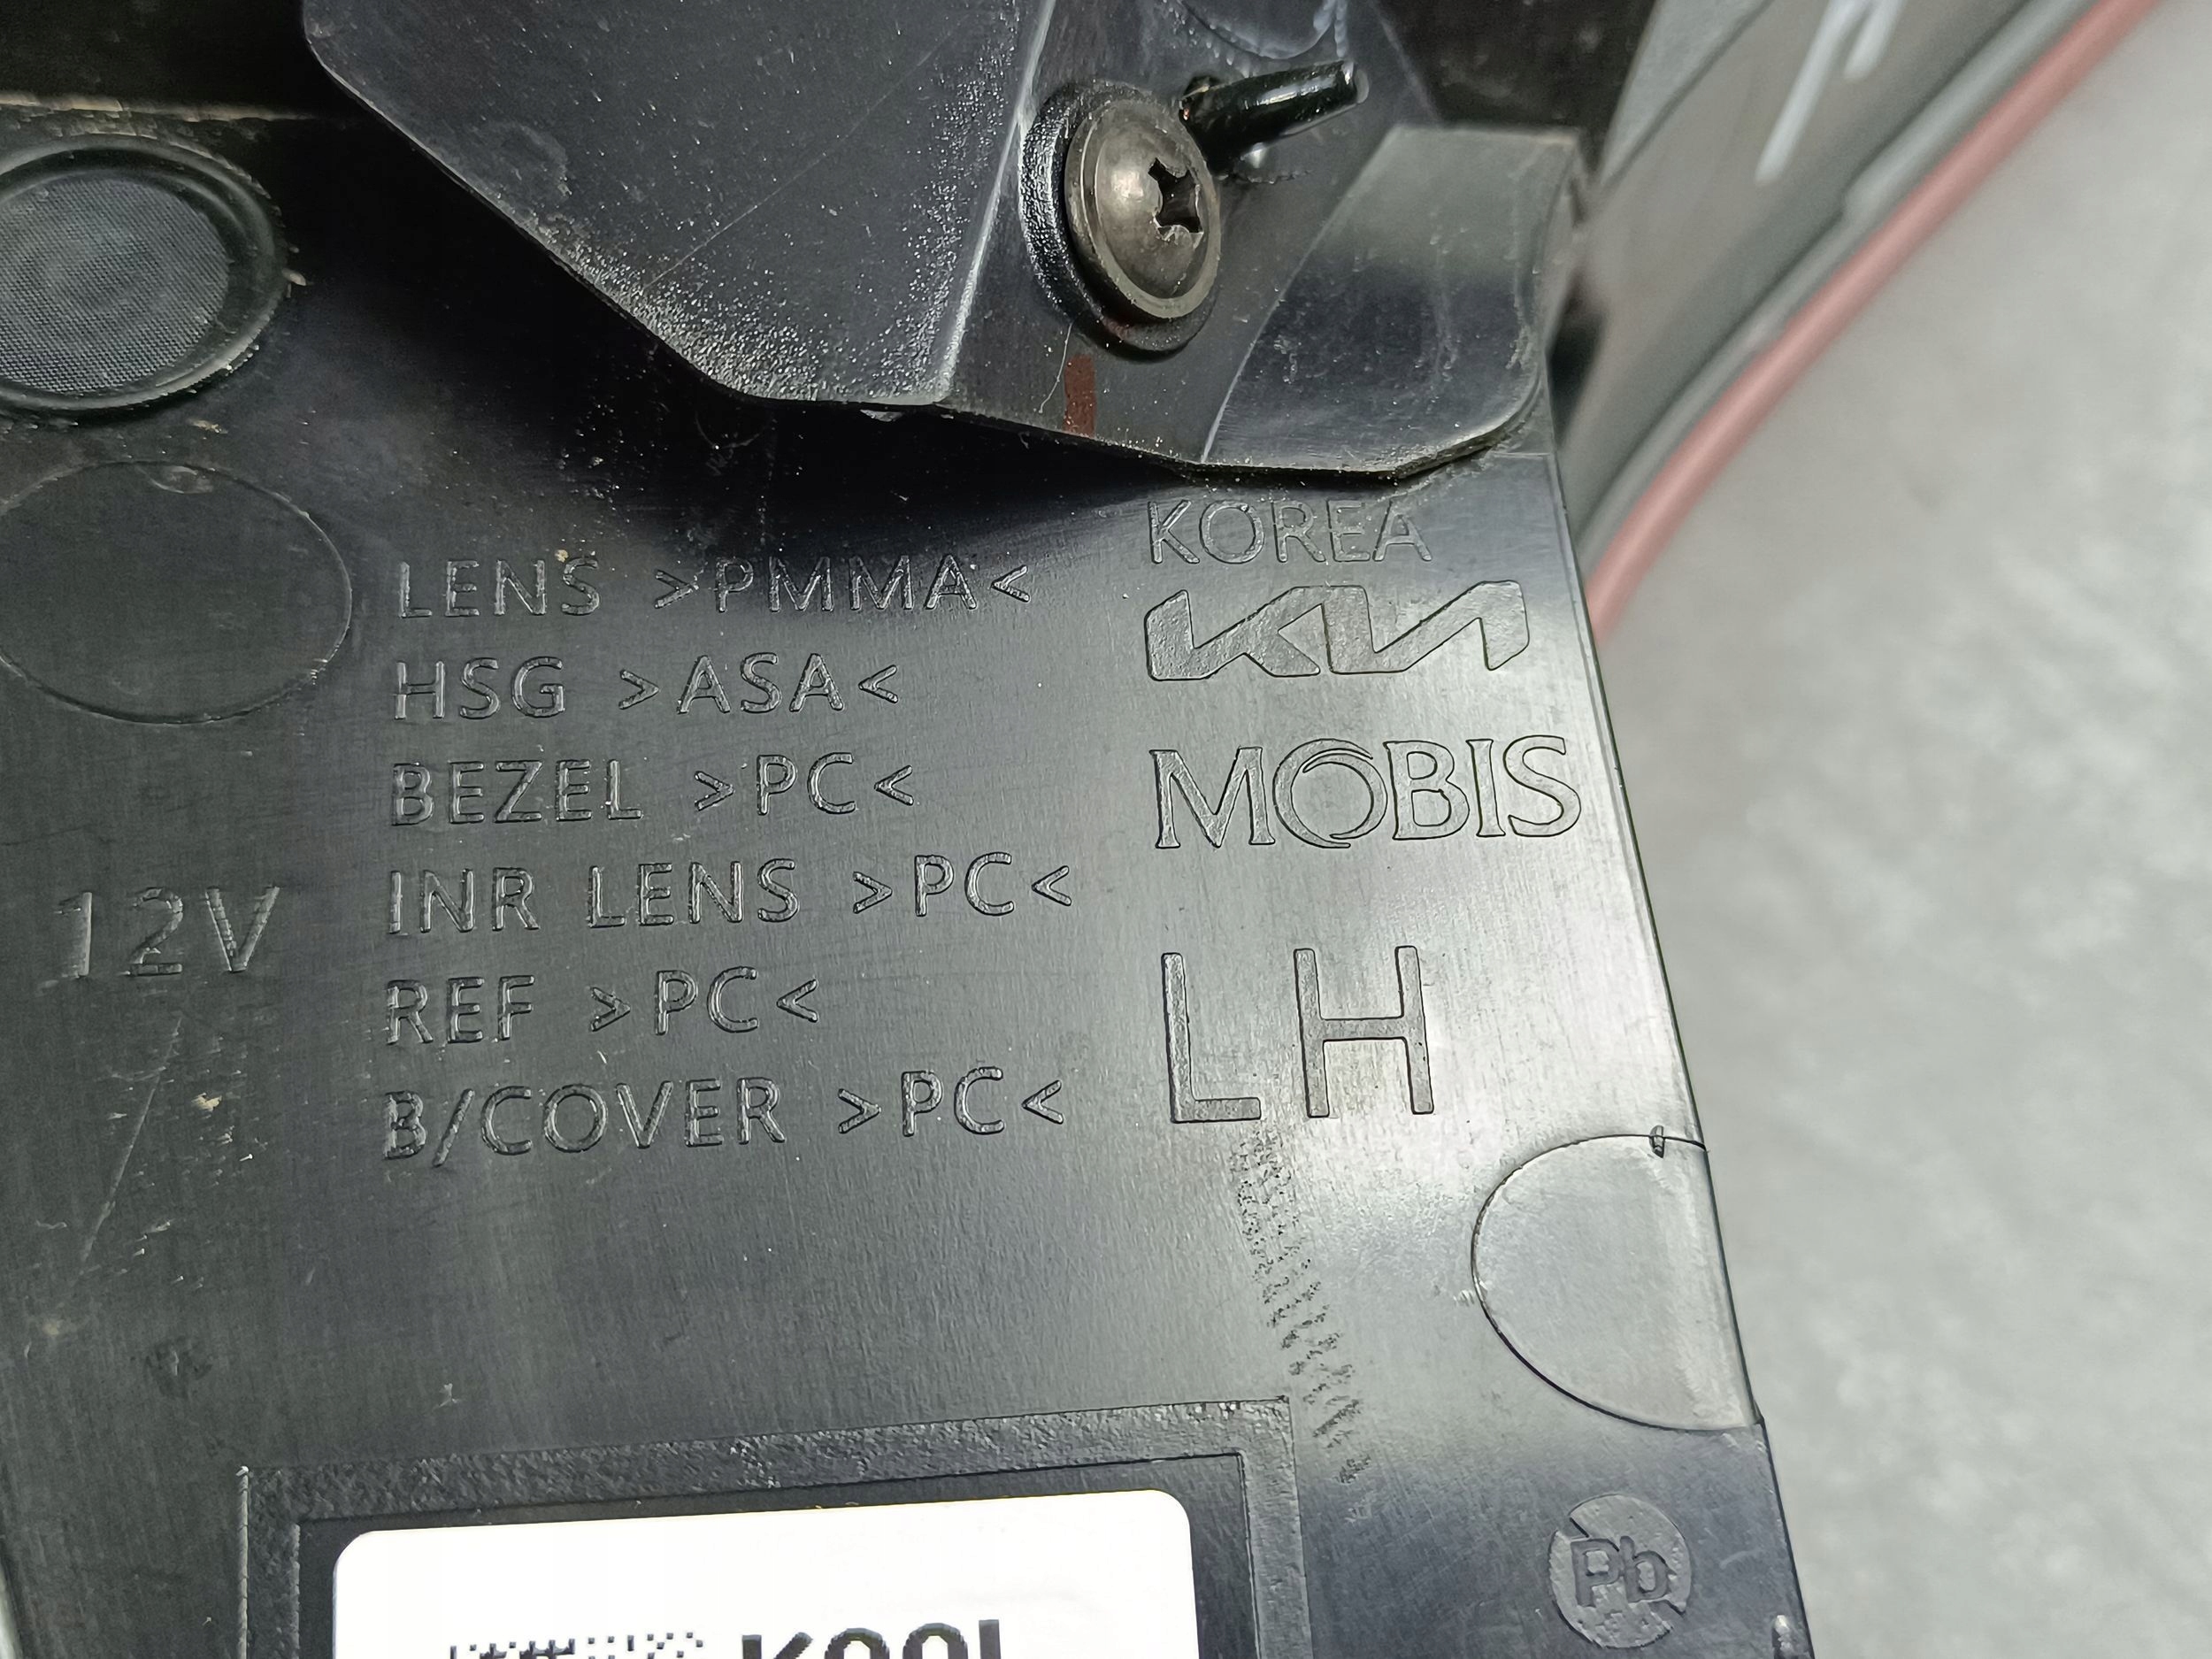 KOREA
KIA
MOBIS
LH
LENS >PMMA<
HSG >ASA<
BEZEL >PC<
INR LENS >PC<
REF >PC<
B/COVER >PC<
12V
Pb